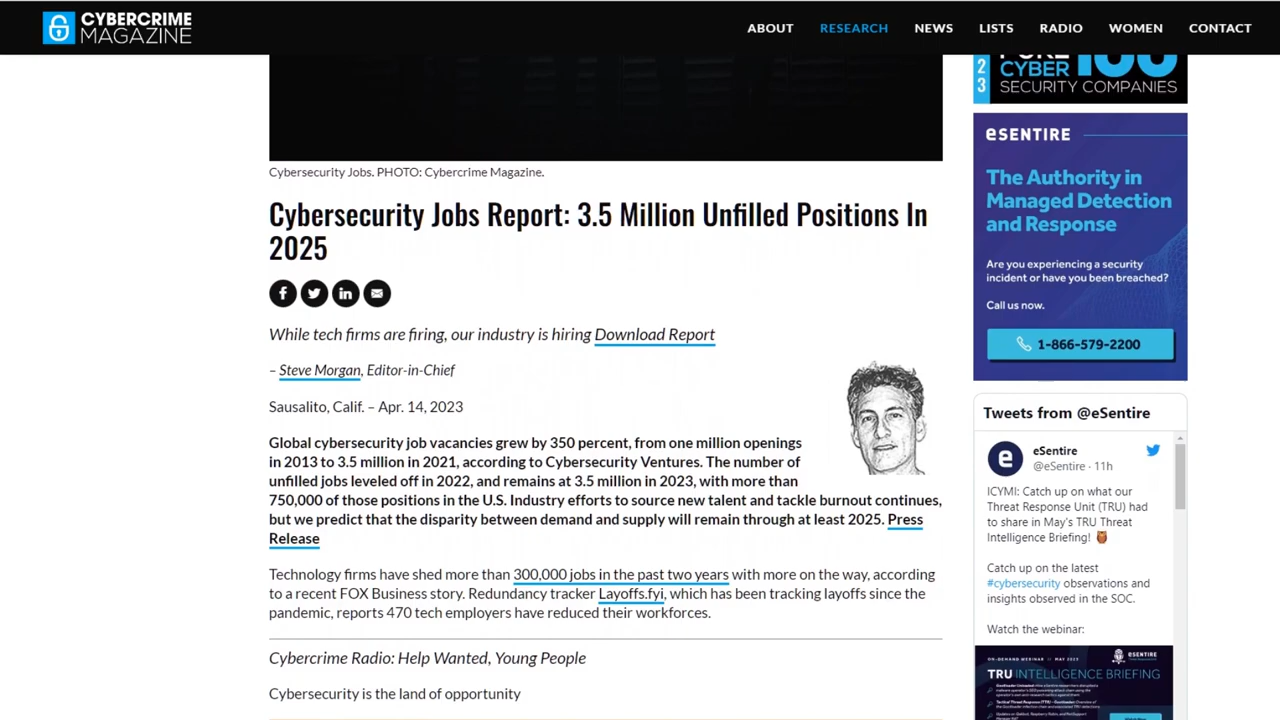 CYBERCRIME
MAGAZINE
ABOUT
RESEARCH
NEWS
LISTS
RADIO
WOMEN
CONTACT
Cybersecurity Jobs. PHOTO: Cybercrime Magazine.
Cybersecurity Jobs Report: 3.5 Million Unfilled Positions In
2025
While tech firms are firing, our industry is hiring Download Report
– Steve Morgan, Editor-in-Chief
Sausalito, Calif. – Apr. 14, 2023
Global cybersecurity job vacancies grew by 350 percent, from one million openings
in 2013 to 3.5 million in 2021, according to Cybersecurity Ventures. The number of
unfilled jobs leveled off in 2022, and remains at 3.5 million in 2023, with more than
750,000 of those positions in the U.S. Industry efforts to source new talent and tackle burnout continues,
but we predict that the disparity between demand and supply will remain through at least 2025. Press
Release
Technology firms have shed more than 300,000 jobs in the past two years with more on the way, according
to a recent FOX Business story. Redundancy tracker Layoffs.fyi, which has been tracking layoffs since the
pandemic, reports 470 tech employers have reduced their workforces.
Cybercrime Radio: Help Wanted, Young People
Cybersecurity is the land of opportunity
23
CYBER 100
SECURITY COMPANIES
eSENTIRE
The Authority in
Managed Detection
and Response
Are you experiencing a security
incident or have you been breached?
Call us now.
1-866-579-2200
Tweets from @eSentire
eSentire
@eSentire · 11h
ICYMI: Catch up on what our
Threat Response Unit (TRU) had
to share in May's TRU Threat
Intelligence Briefing! 🦉
Catch up on the latest
#cybersecurity observations and
insights observed in the SOC.
Watch the webinar:
ON-DEMAND WEBINAR // MAY 2023
eSENTIRE
TRU INTELLIGENCE BRIEFING